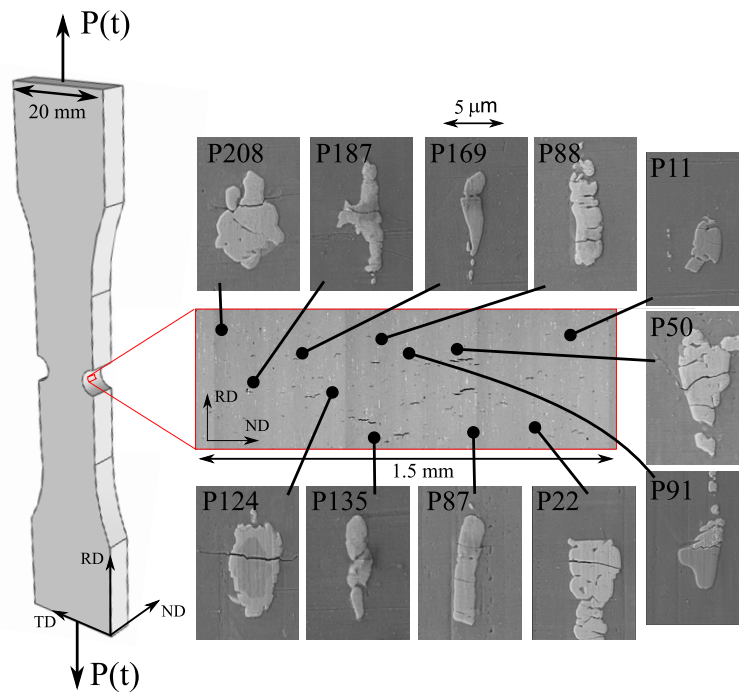 P(t)
20 mm
5 μm
P208
P187
P169
P88
P11
P50
RD
ND
1.5 mm
P124
P135
P87
P22
P91
RD
TD
ND
P(t)